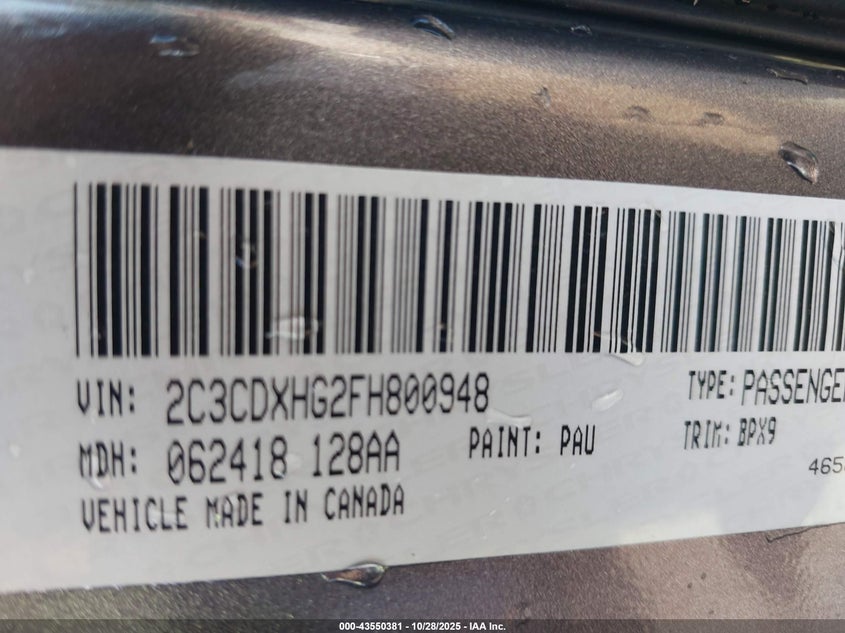 VIN: 2C3CDXHG2FH800948
TYPE: PASSENGE
MDH: 062418 128AA
PAINT: PAU
TRIM: BPX9
465
VEHICLE MADE IN CANADA
000-43550381 | 10/28/2025 – IAA Inc.